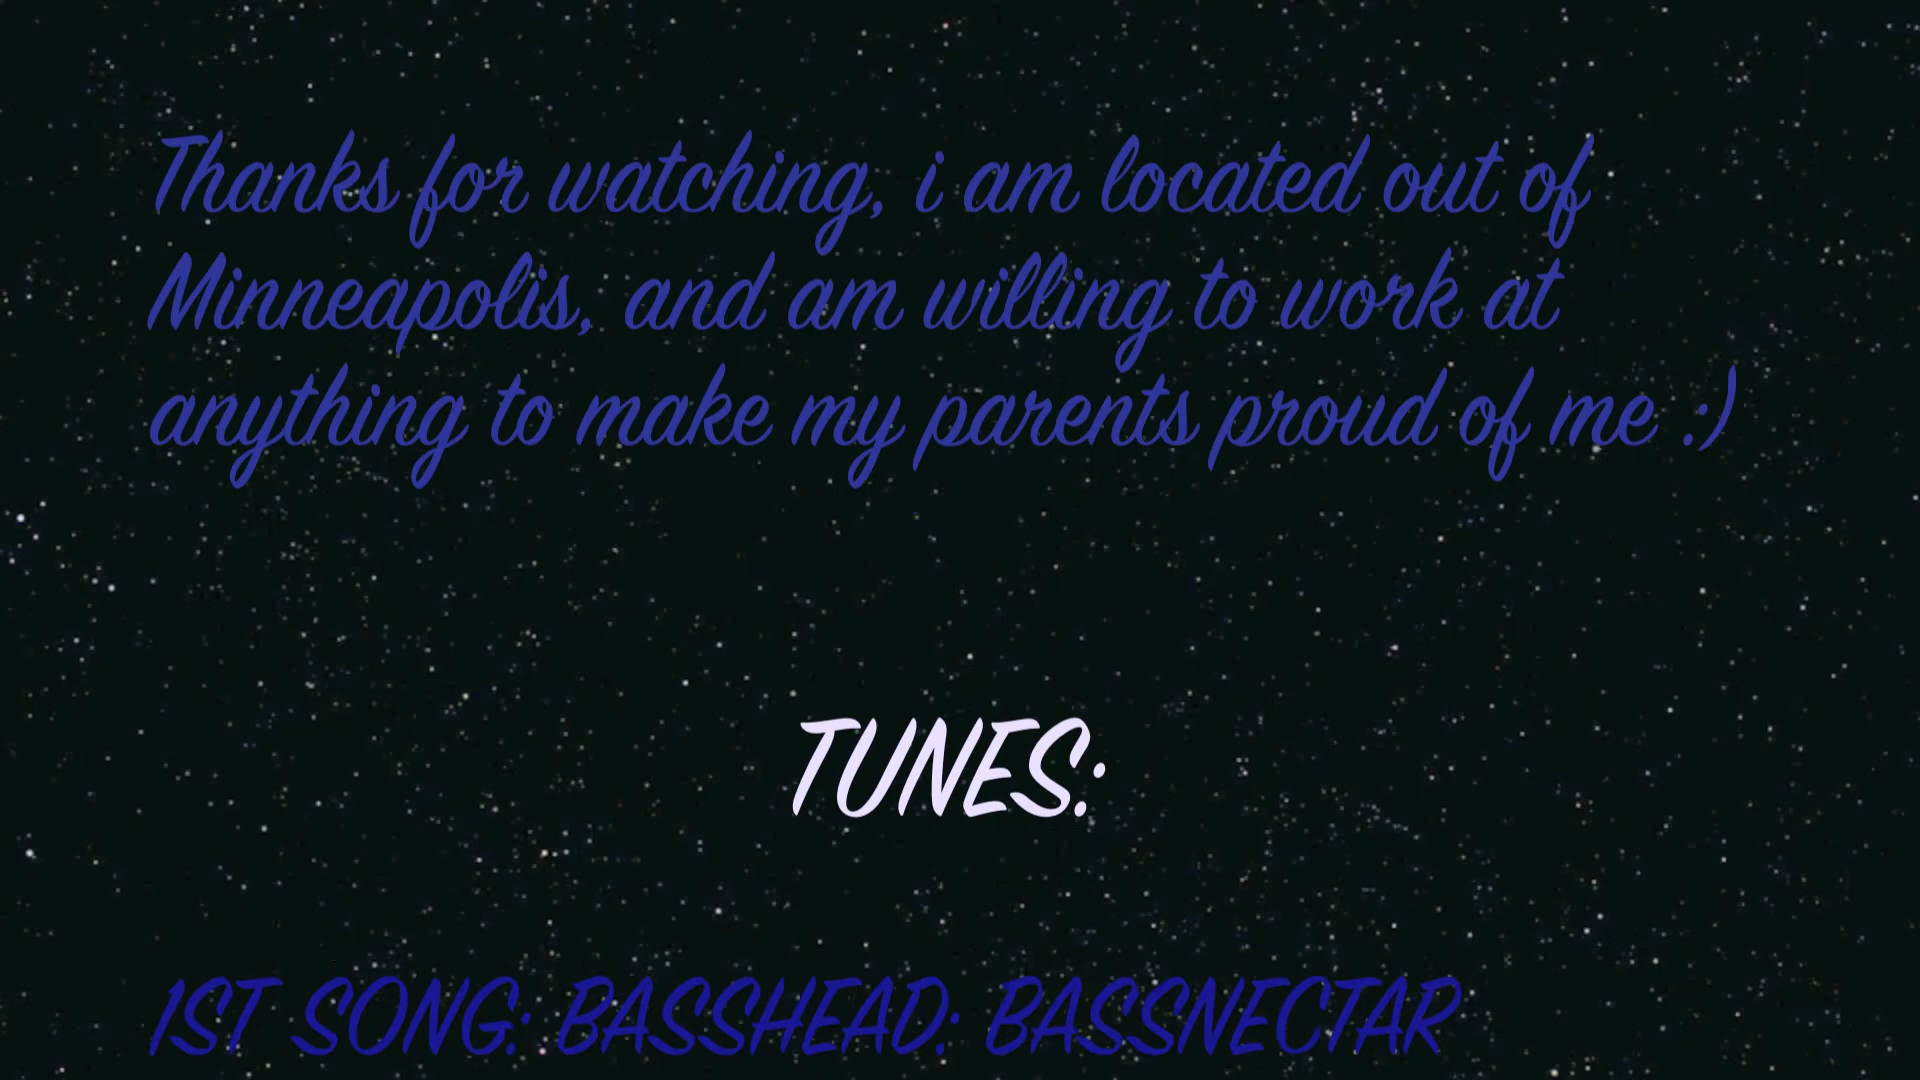 Thanks for watching, i am located out of
Minneapolis, and am willing to work at
anything to make my parents proud of me :)
TUNES:
1ST SONG: BASSHEAD: BASSNECTAR